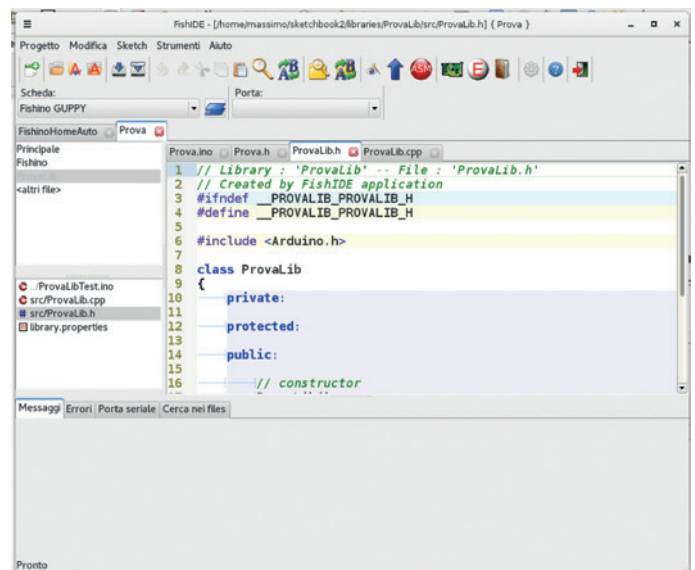 FishIDE - [/home/massimo/sketchbook2/libraries/ProvaLib/src/ProvaLib.h] { Prova }
Progetto Modifica Sketch Strumenti Aiuto
Scheda: Porta:
Fishino GUPPY
FishinoHomeAuto Prova
Principale
Fishino
<altri file>
../ProvaLibTest.ino
src/ProvaLib.cpp
src/ProvaLib.h
library.properties
Prova.ino Prova.h ProvaLib.h ProvaLib.cpp
1 // Library : 'ProvaLib' -- File : 'ProvaLib.h'
2 // Created by FishIDE application
3 #ifndef __PROVALIB_PROVALIB_H
4 #define __PROVALIB_PROVALIB_H
5
6 #include <Arduino.h>
7
8 class ProvaLib
9 {
10 private:
11
12 protected:
13
14 public:
15
16 // constructor
Messaggi Errori Porta seriale Cerca nei files
Pronto